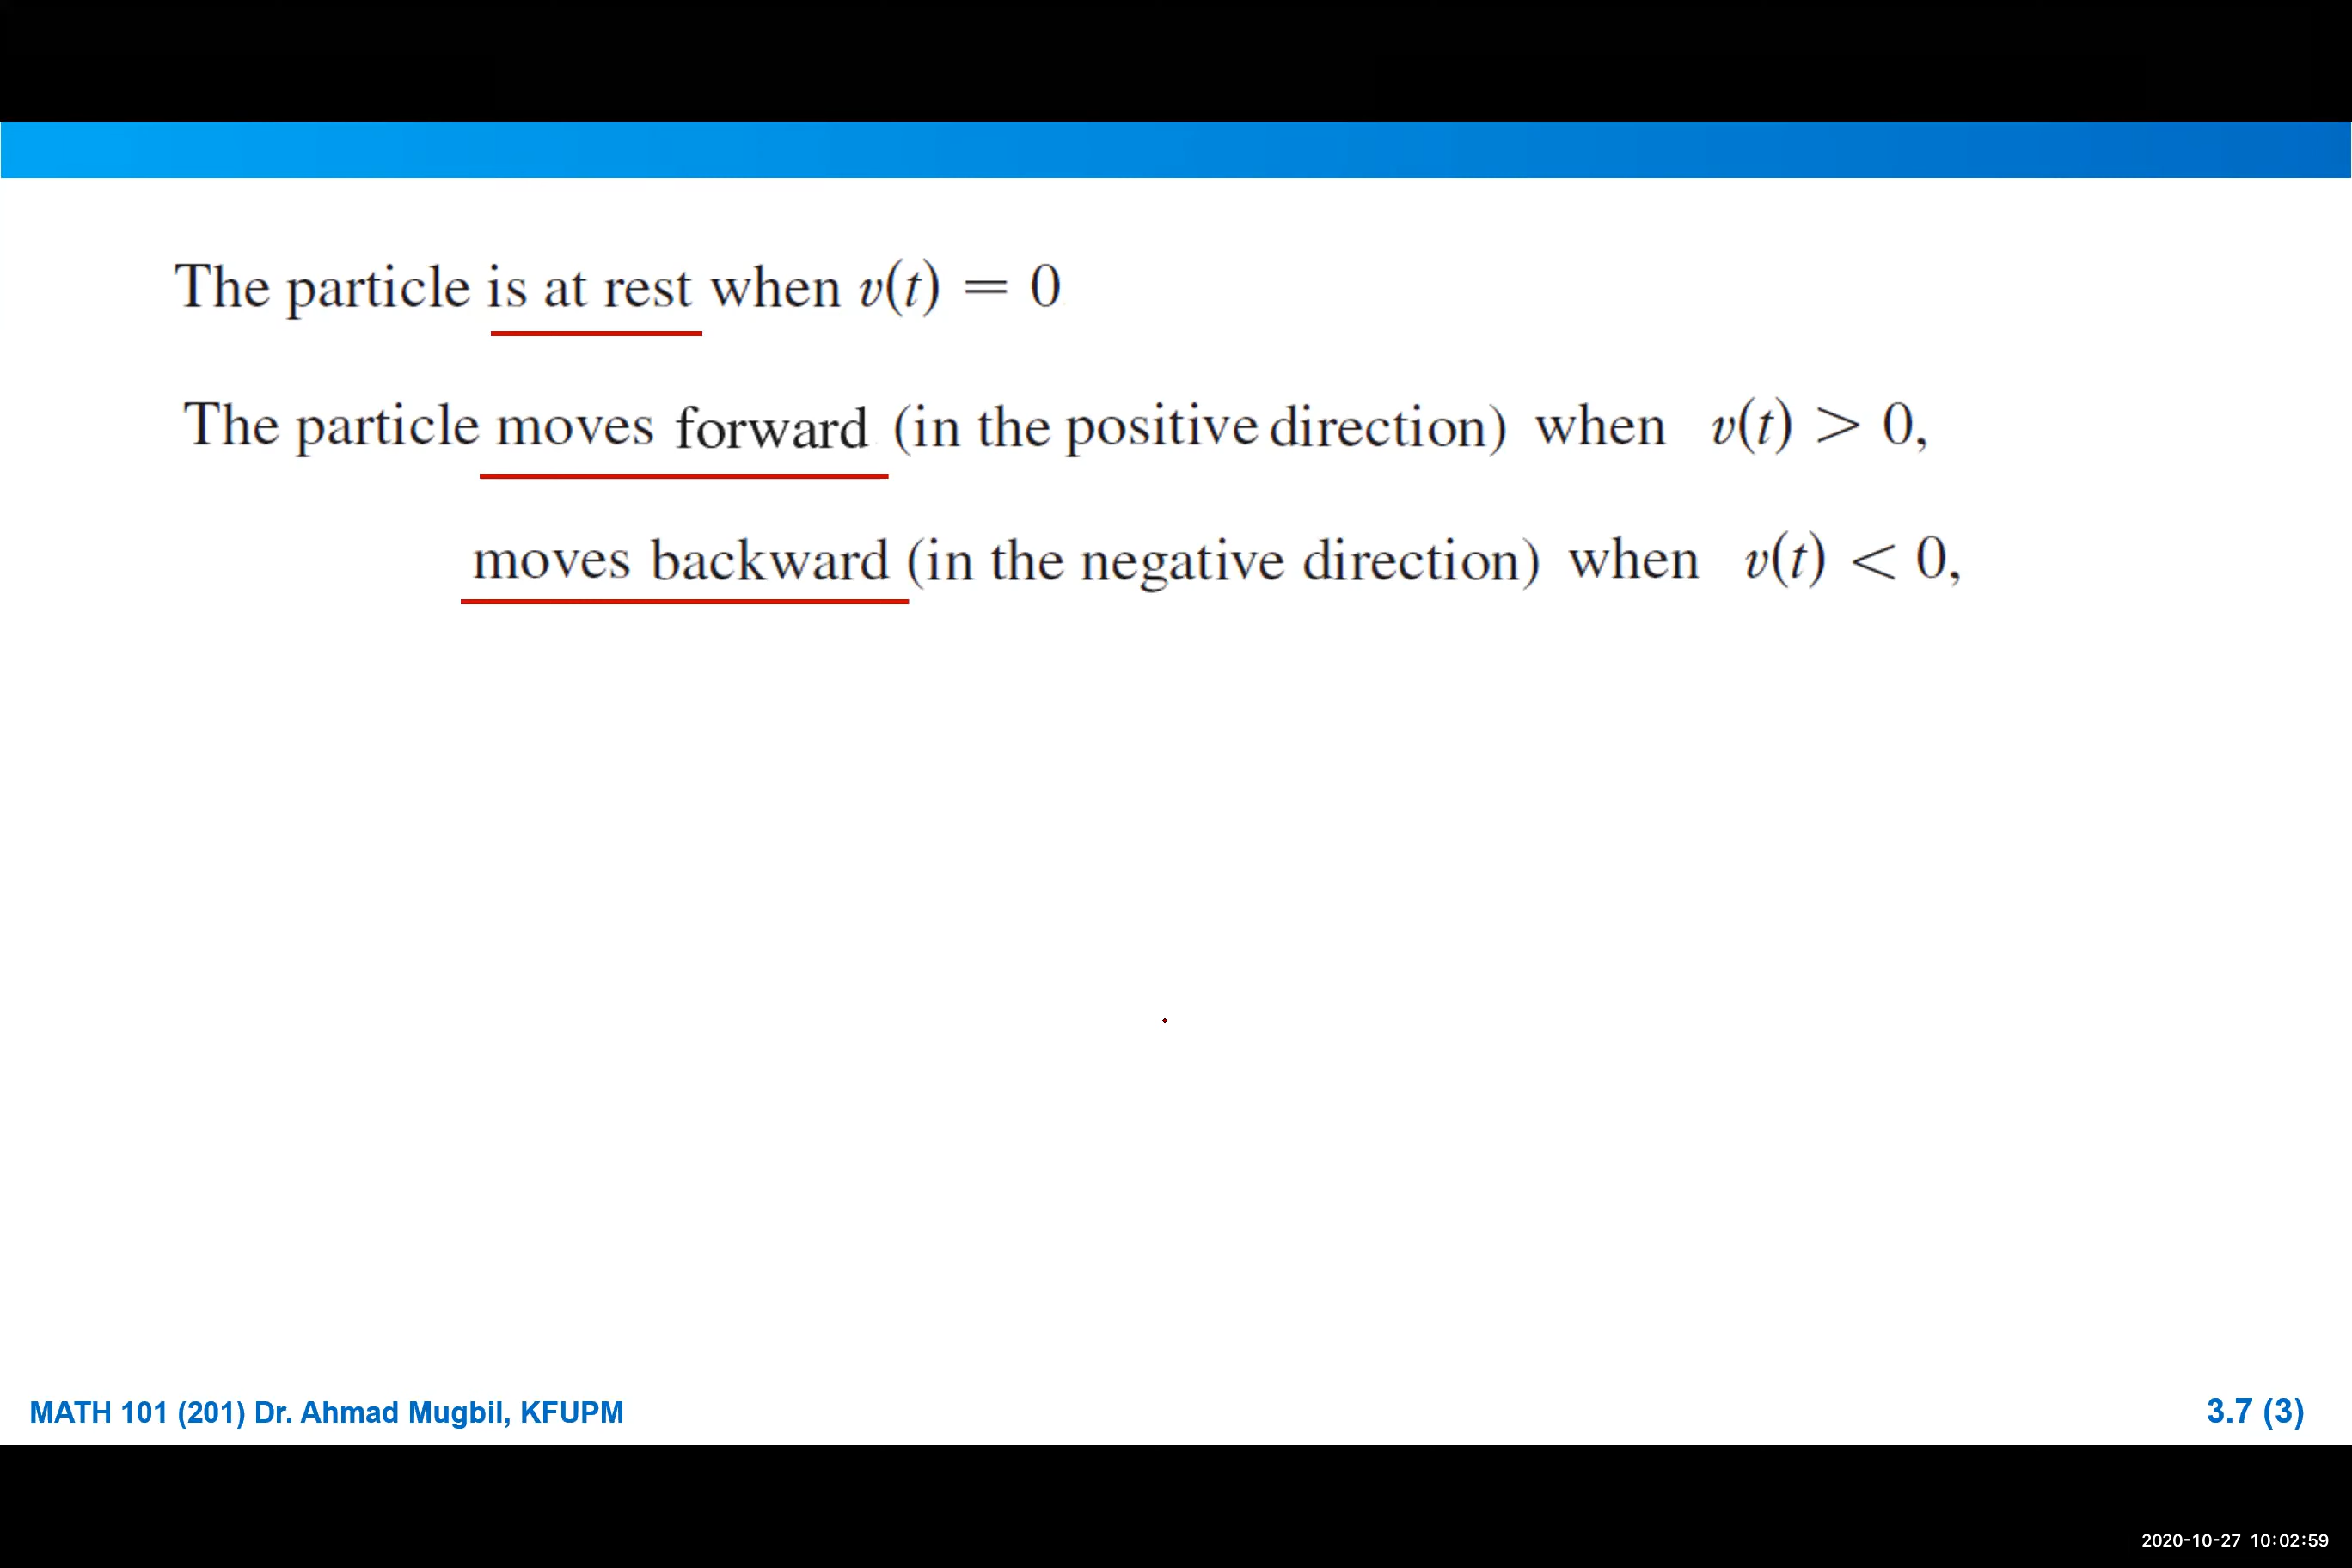 The particle is at rest when v(t) = 0
The particle moves forward (in the positive direction) when v(t) > 0,
moves backward (in the negative direction) when v(t) < 0,
MATH 101 (201) Dr. Ahmad Mugbil, KFUPM
3.7 (3)
2020-10-27 10:02:59